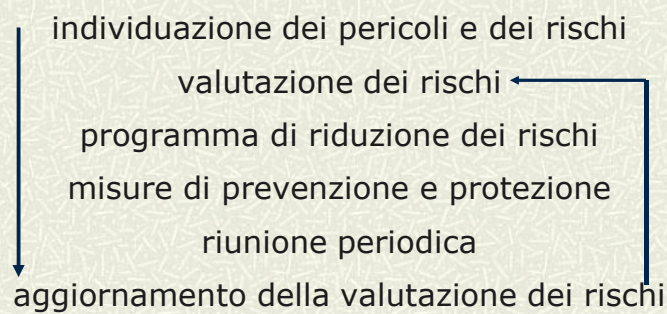 individuazione dei pericoli e dei rischi
valutazione dei rischi
programma di riduzione dei rischi
misure di prevenzione e protezione
riunione periodica
aggiornamento della valutazione dei rischi